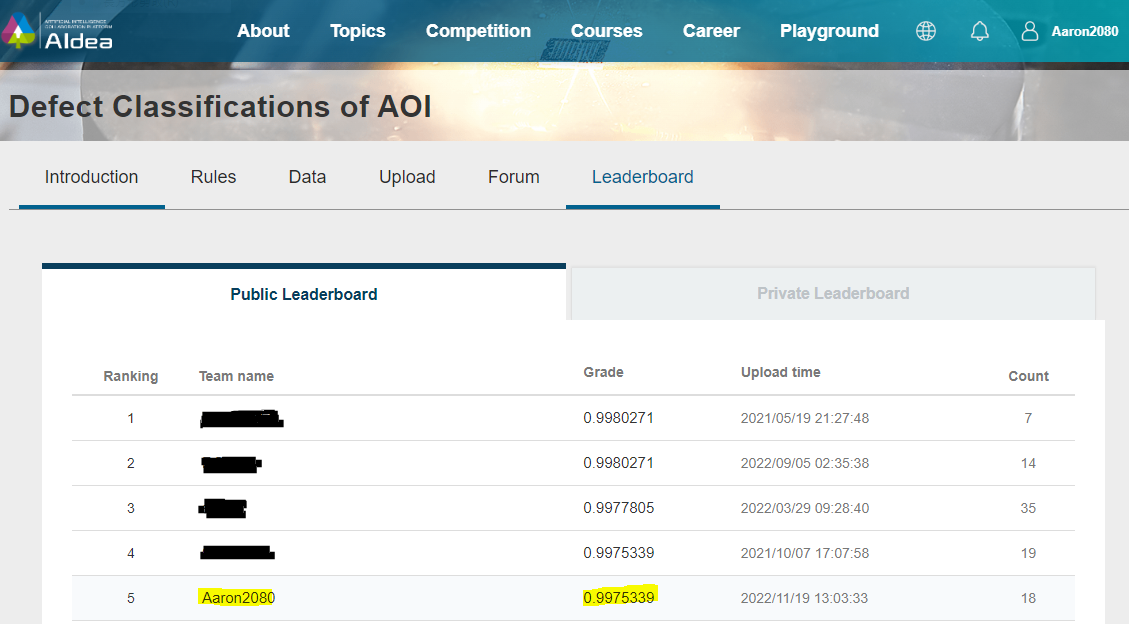 ARTIFICIAL INTELLIGENCE
COLLABORATION PLATFORM
AIdea
About Topics Competition Courses Career Playground Aaron2080
Defect Classifications of AOI
Introduction Rules Data Upload Forum Leaderboard
Public Leaderboard Private Leaderboard
Ranking Team name Grade Upload time Count
1 0.9980271 2021/05/19 21:27:48 7
2 0.9980271 2022/09/05 02:35:38 14
3 0.9977805 2022/03/29 09:28:40 35
4 0.9975339 2021/10/07 17:07:58 19
5 Aaron2080 0.9975339 2022/11/19 13:03:33 18